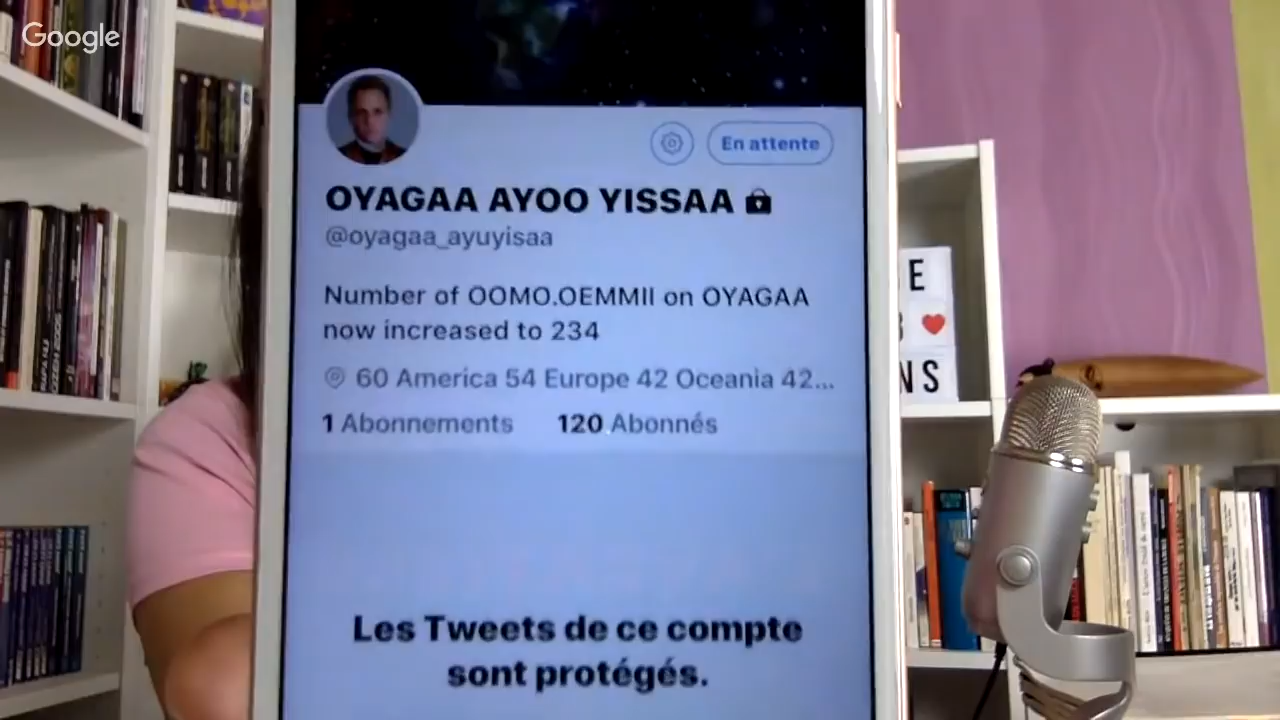 Google
En attente
OYAGAA AYOO YISSAA
@oyagaa_ayuyisaa
Number of OOMO.OEMMII on OYAGAA
now increased to 234
60 America 54 Europe 42 Oceania 42...
1 Abonnements 120 Abonnés
Les Tweets de ce compte
sont protégés.
E
NS